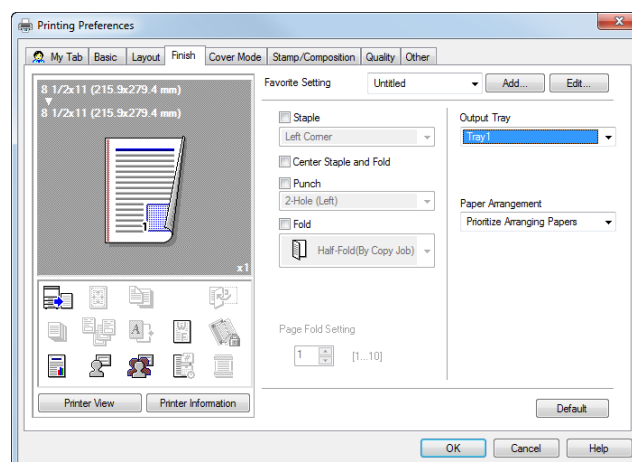 Printing Preferences
My Tab Basic Layout Finish Cover Mode Stamp/Composition Quality Other
8 1/2x11 (215.9x279.4 mm)
8 1/2x11 (215.9x279.4 mm)
1
x1
Printer View Printer Information
Favorite Setting Untitled Add... Edit...
Staple
Left Corner
Center Staple and Fold
Punch
2-Hole (Left)
Fold
Half-Fold(By Copy Job)
Page Fold Setting
1 [1...10]
Output Tray
Tray1
Paper Arrangement
Prioritize Arranging Papers
Default
OK Cancel Help